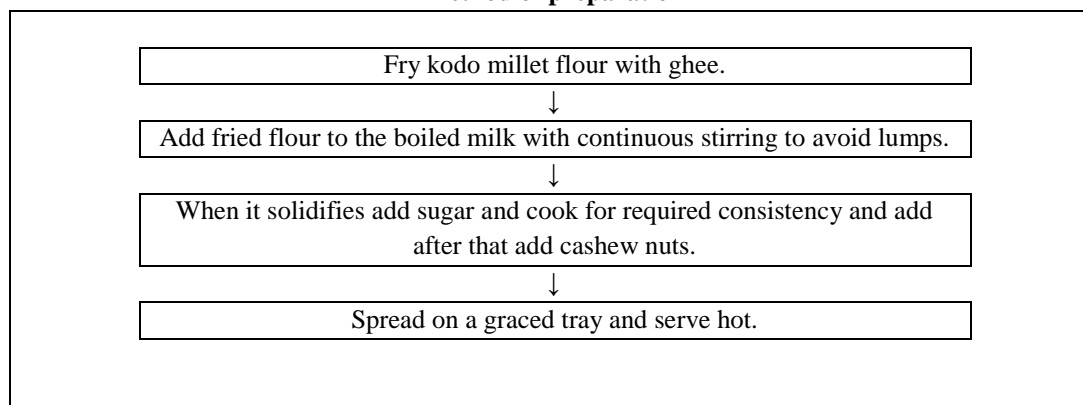 Fry kodo millet flour with ghee.
↓
Add fried flour to the boiled milk with continuous stirring to avoid lumps.
↓
When it solidifies add sugar and cook for required consistency and add
after that add cashew nuts.
↓
Spread on a graced tray and serve hot.